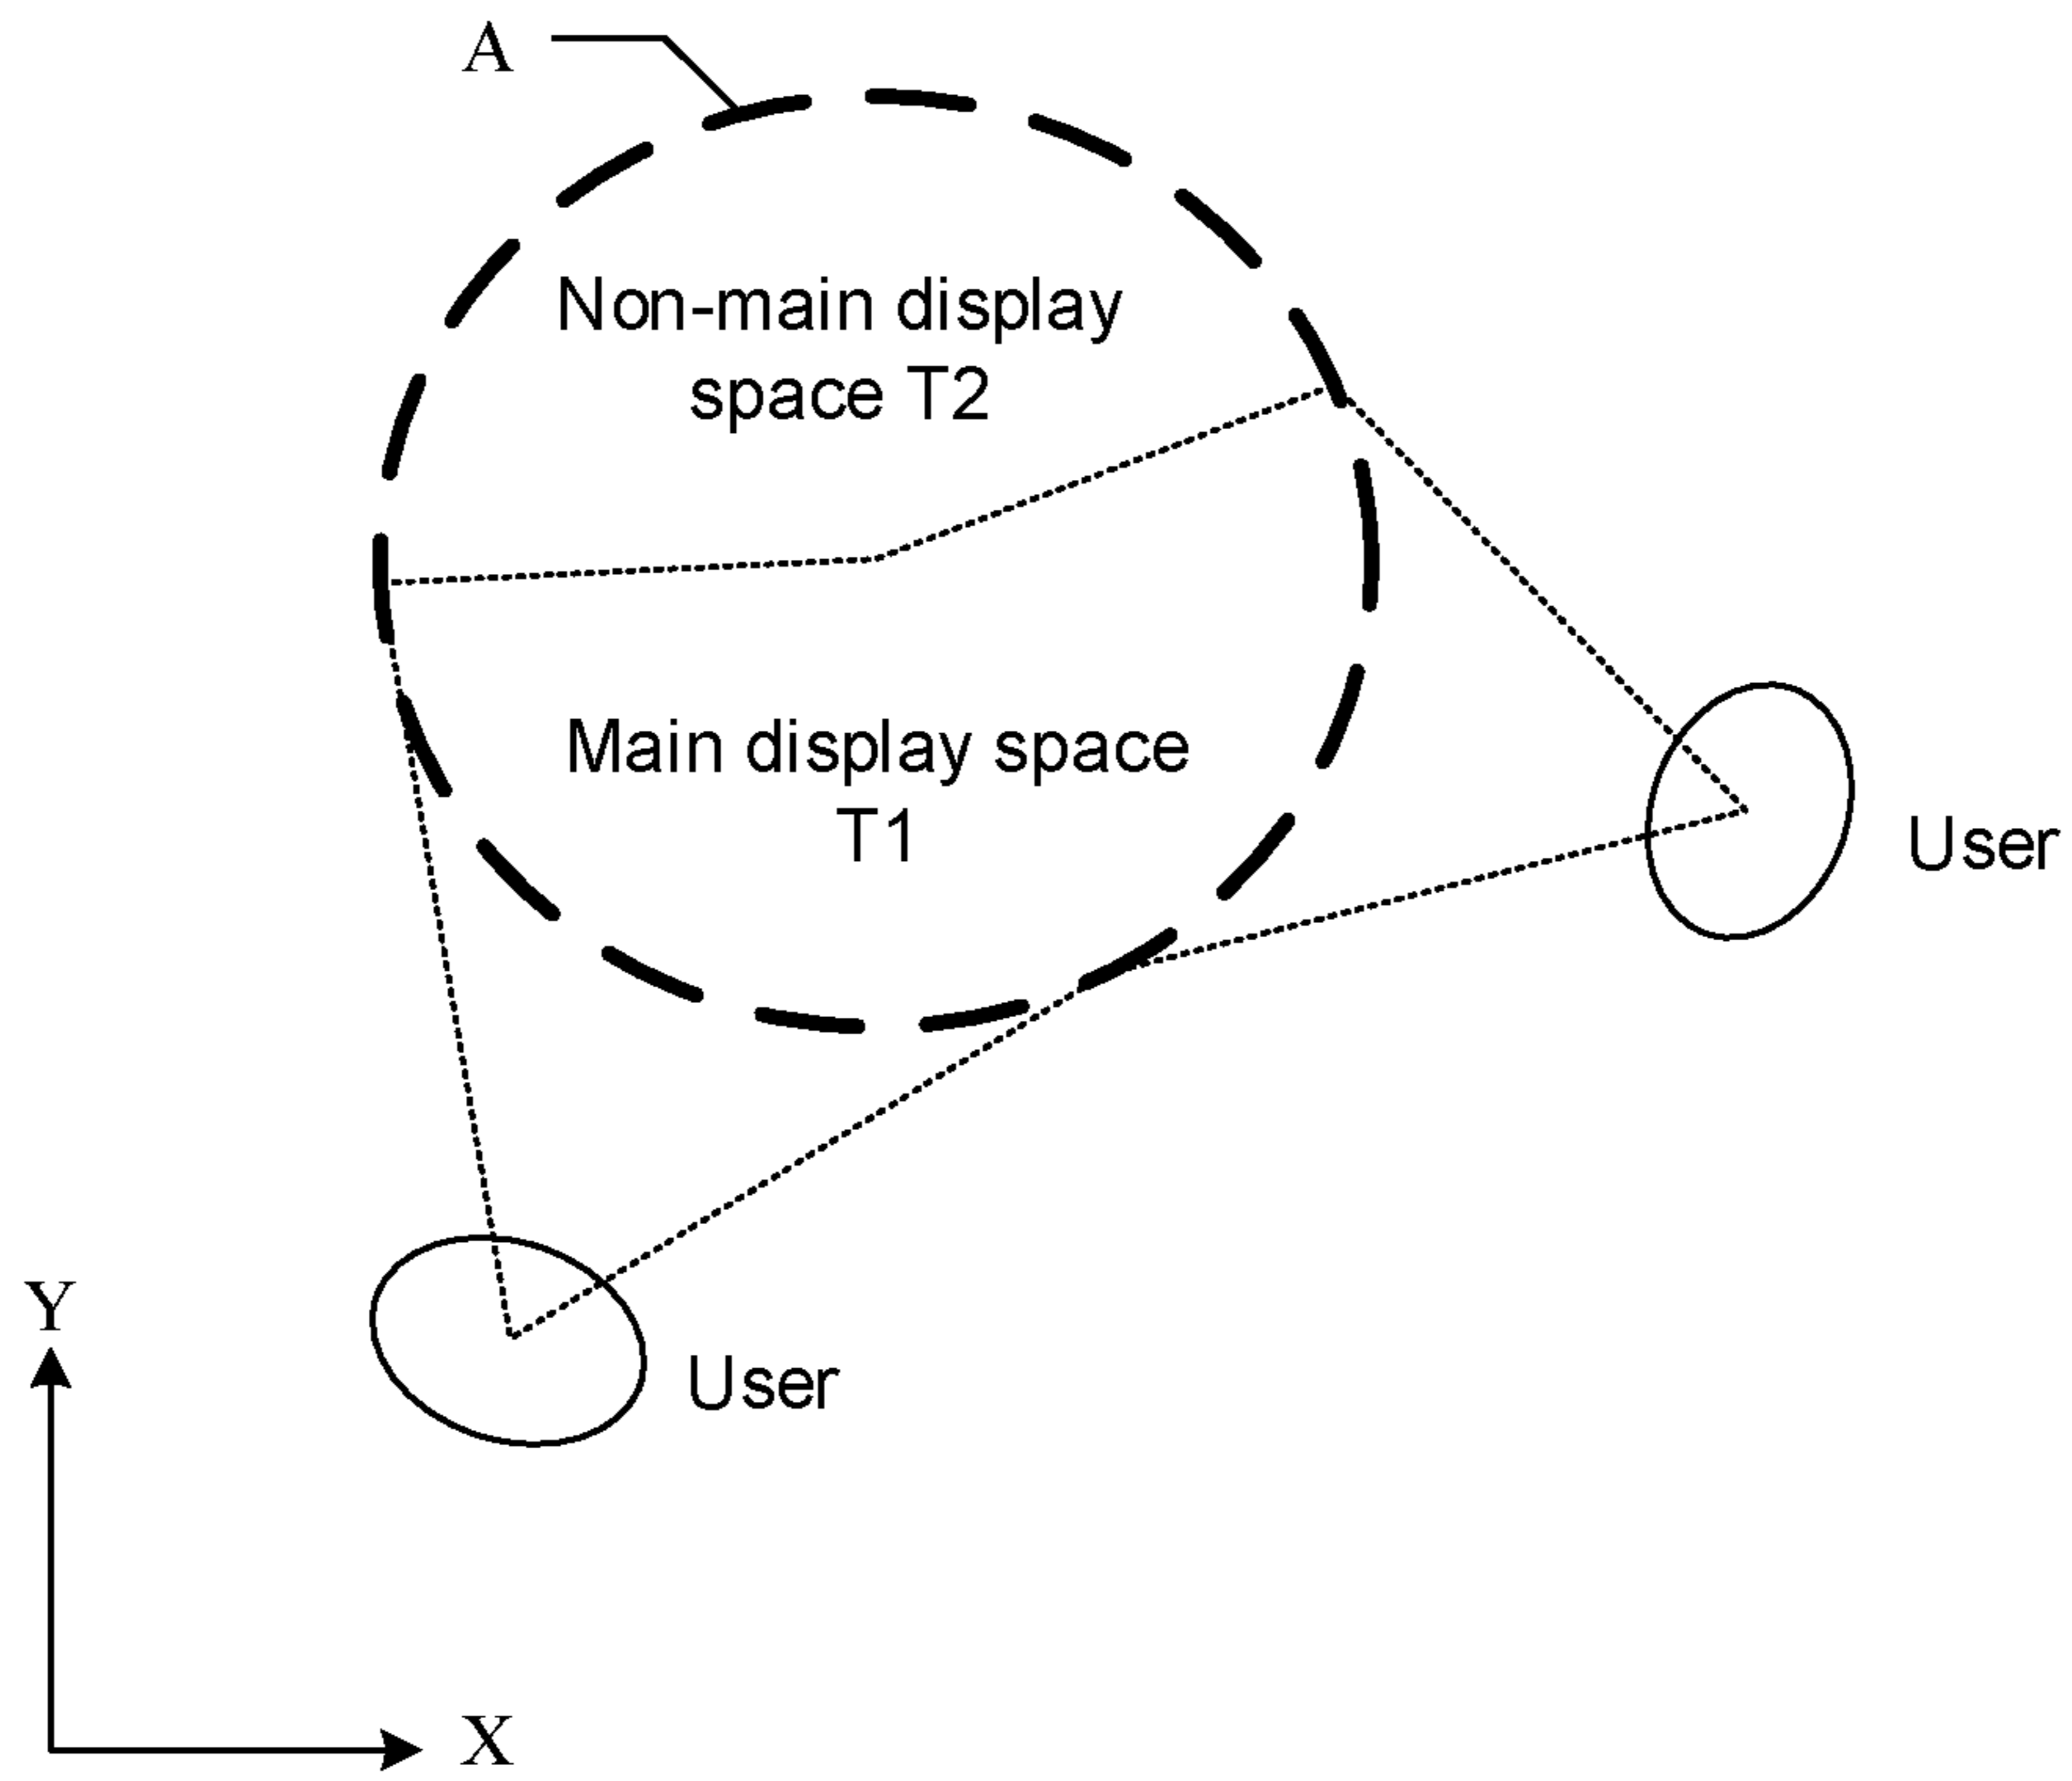 A
Non-main display
space T2
Main display space
T1
User
User
Y
X